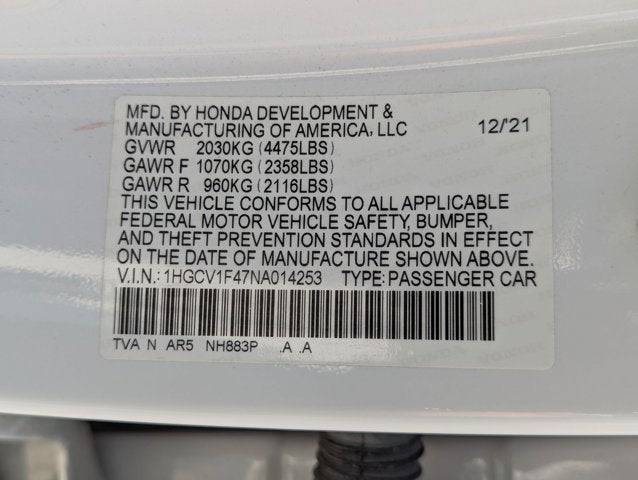 MFD. BY HONDA DEVELOPMENT &
MANUFACTURING OF AMERICA, LLC 12/'21
GVWR 2030KG (4475LBS)
GAWR F 1070KG (2358LBS)
GAWR R 960KG (2116LBS)
THIS VEHICLE CONFORMS TO ALL APPLICABLE
FEDERAL MOTOR VEHICLE SAFETY, BUMPER,
AND THEFT PREVENTION STANDARDS IN EFFECT
ON THE DATE OF MANUFACTURE SHOWN ABOVE.
V.I.N.: 1HGCV1F47NA014253 TYPE: PASSENGER CAR
TVA N AR5 NH883P .A .A